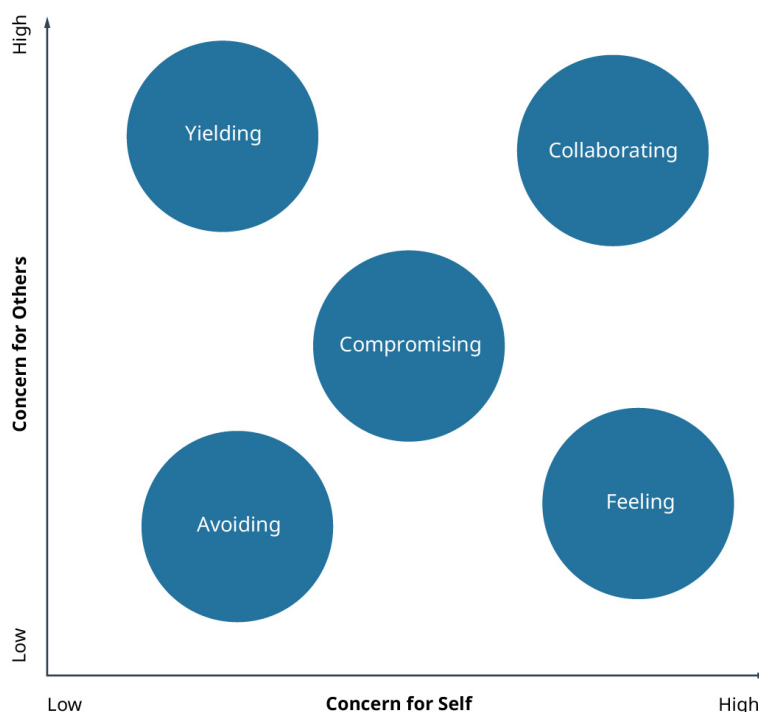 High
Yielding
Collaborating
Concern for Others
Compromising
Feeling
Avoiding
Low
Low
Concern for Self
High